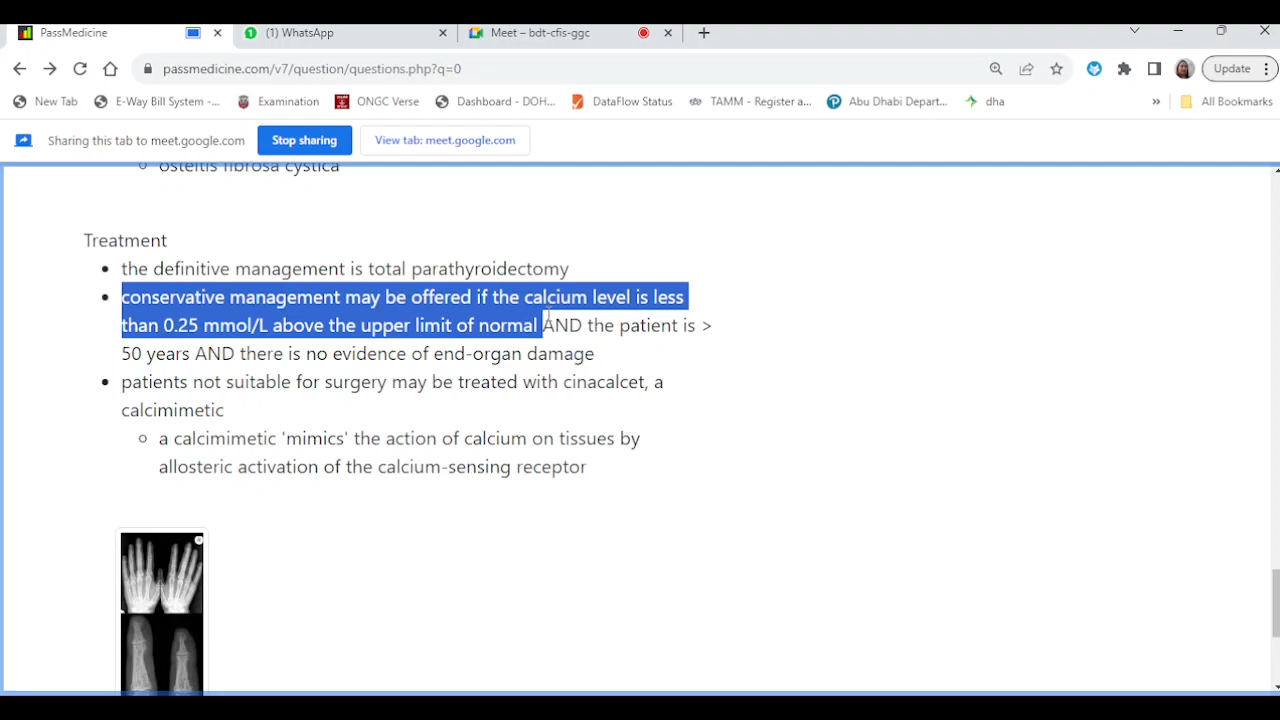 PassMedicine
(1) WhatsApp
Meet – bdt-cfis-ggc
passmedicine.com/v7/question/questions.php?q=0
Update
New Tab
E-Way Bill System -...
Examination
ONGC Verse
Dashboard - DOH...
DataFlow Status
TAMM - Register a...
Abu Dhabi Depart...
dha
»
All Bookmarks
Sharing this tab to meet.google.com
Stop sharing
View tab: meet.google.com
osteitis fibrosa cystica
Treatment
the definitive management is total parathyroidectomy
conservative management may be offered if the calcium level is less
than 0.25 mmol/L above the upper limit of normal AND the patient is >
50 years AND there is no evidence of end-organ damage
patients not suitable for surgery may be treated with cinacalcet, a
calcimimetic
a calcimimetic 'mimics' the action of calcium on tissues by
allosteric activation of the calcium-sensing receptor